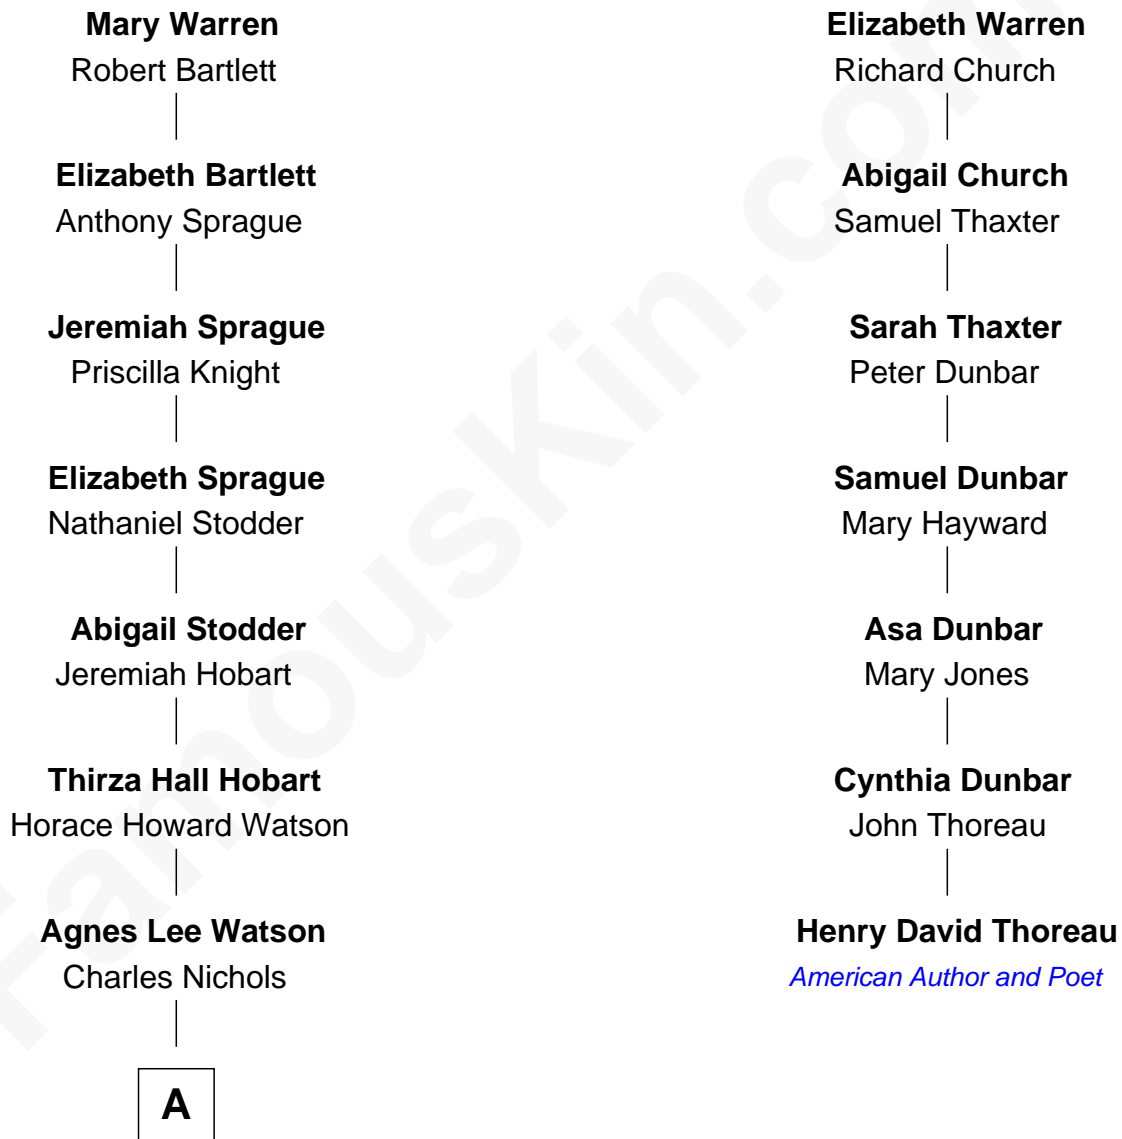 Mary Warren
Robert Bartlett
Elizabeth Bartlett
Anthony Sprague
Jeremiah Sprague
Priscilla Knight
Elizabeth Sprague
Nathaniel Stodder
Abigail Stodder
Jeremiah Hobart
Thirza Hall Hobart
Horace Howard Watson
Agnes Lee Watson
Charles Nichols
A
Elizabeth Warren
Richard Church
Abigail Church
Samuel Thaxter
Sarah Thaxter
Peter Dunbar
Samuel Dunbar
Mary Hayward
Asa Dunbar
Mary Jones
Cynthia Dunbar
John Thoreau
Henry David Thoreau
American Author and Poet
FamousKin.com